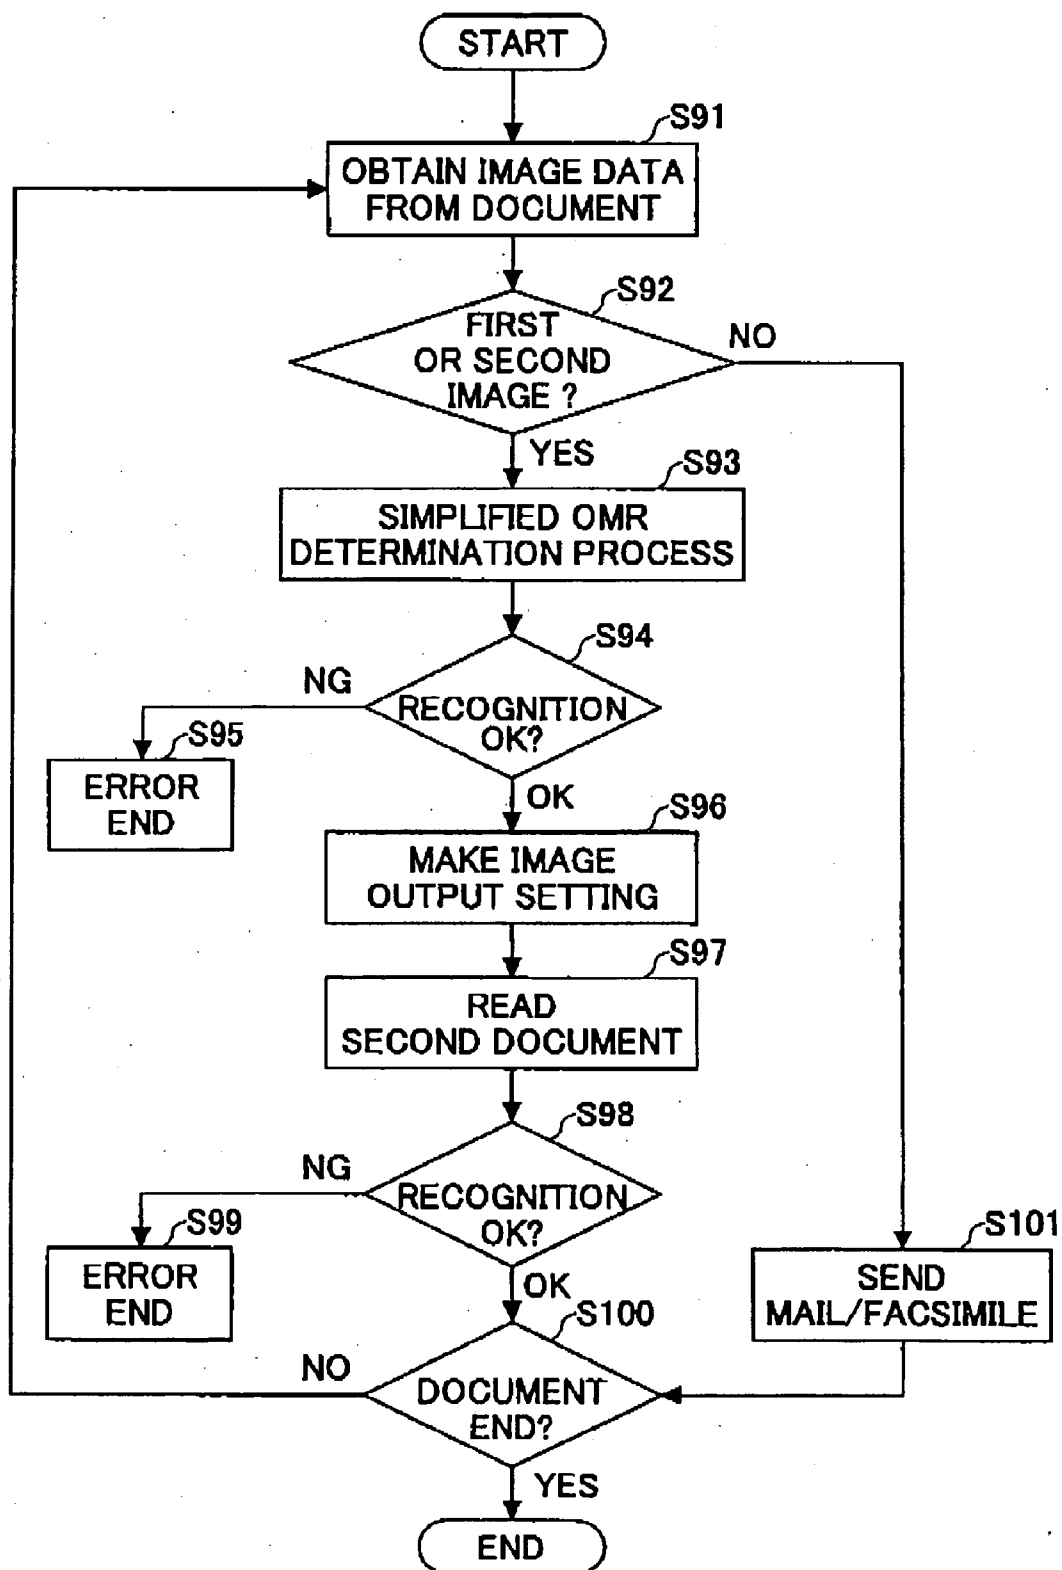 START
S91
OBTAIN IMAGE DATA
FROM DOCUMENT
S92
FIRST
OR SECOND
IMAGE ?
NO
YES
S93
SIMPLIFIED OMR
DETERMINATION PROCESS
S94
NG
RECOGNITION
OK?
S95
ERROR
END
OK
S96
MAKE IMAGE
OUTPUT SETTING
S97
READ
SECOND DOCUMENT
S98
NG
RECOGNITION
OK?
S99
ERROR
END
OK
S101
SEND
MAIL/FACSIMILE
S100
NO
DOCUMENT
END?
YES
END